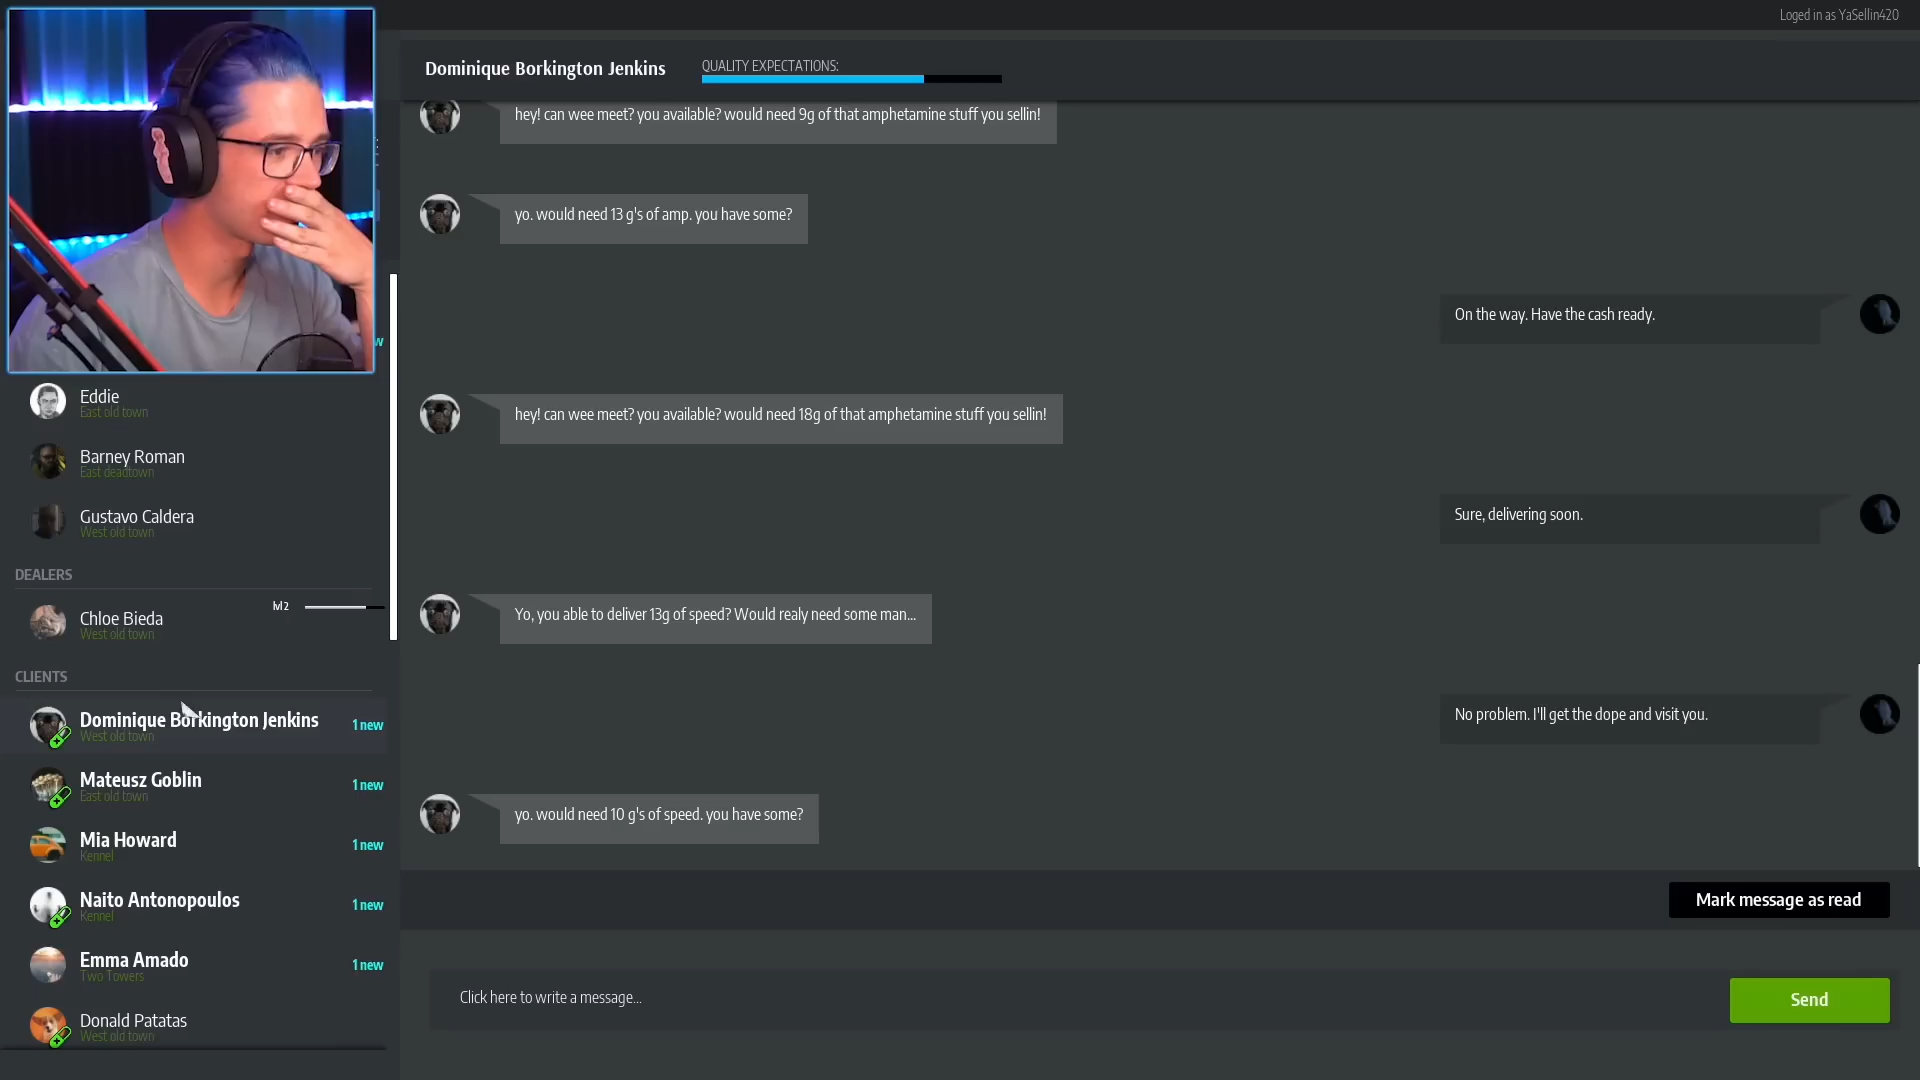 Loged in as YaSellin420
Dominique Borkington Jenkins
QUALITY EXPECTATIONS:
hey! can wee meet? you available? would need 9g of that amphetamine stuff you sellin!
yo. would need 13 g's of amp. you have some?
On the way. Have the cash ready.
hey! can wee meet? you available? would need 18g of that amphetamine stuff you sellin!
Sure, delivering soon.
Yo, you able to deliver 13g of speed? Would realy need some man...
No problem. I'll get the dope and visit you.
yo. would need 10 g's of speed. you have some?
Mark message as read
Click here to write a message...
Send
Eddie
East old town
Barney Roman
East deadtown
Gustavo Caldera
West old town
DEALERS
Chloe Bieda
lvl 2
West old town
CLIENTS
Dominique Borkington Jenkins
1 new
West old town
Mateusz Goblin
1 new
East old town
Mia Howard
1 new
Kennel
Naito Antonopoulos
1 new
Kennel
Emma Amado
1 new
Two Towers
Donald Patatas
West old town